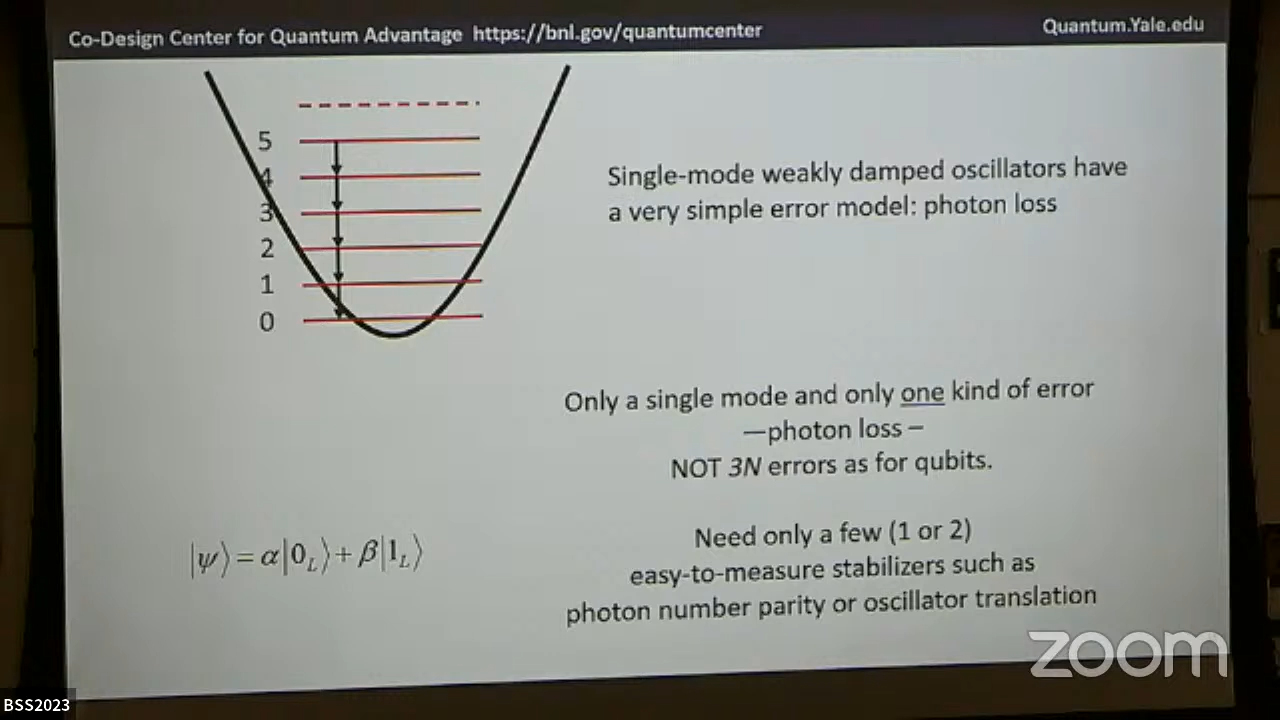 Co-Design Center for Quantum Advantage https://bnl.gov/quantumcenter
Quantum.Yale.edu
5
4
3
2
1
0
Single-mode weakly damped oscillators have
a very simple error model: photon loss
Only a single mode and only one kind of error
—photon loss –
NOT 3N errors as for qubits.
|ψ⟩ = α|0_L⟩ + β|1_L⟩
Need only a few (1 or 2)
easy-to-measure stabilizers such as
photon number parity or oscillator translation
zoom
BSS2023